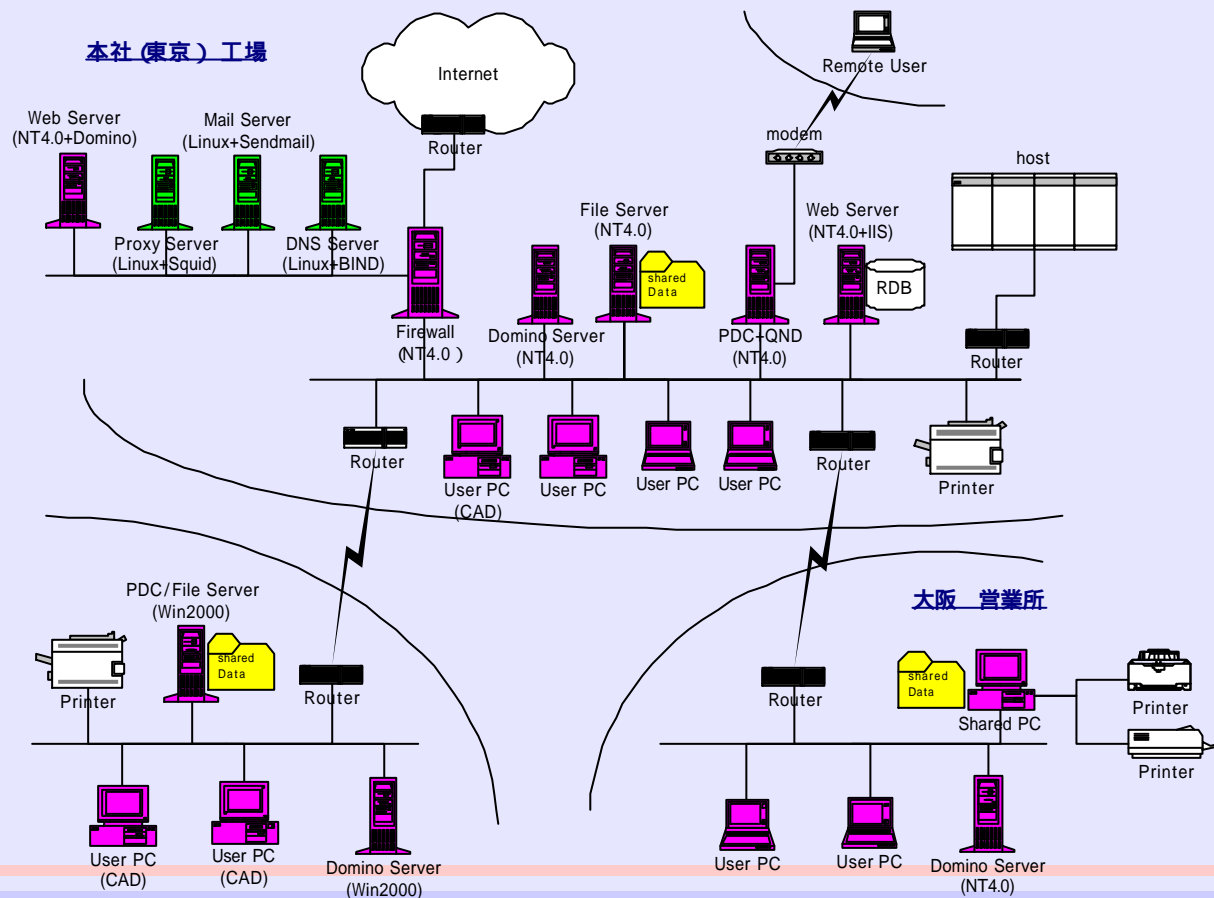 本社（東京） 工場
Internet
Router
Remote User
modem
host
Web Server
(NT4.0+Domino)
Mail Server
(Linux+Sendmail)
Proxy Server
(Linux+Squid)
DNS Server
(Linux+BIND)
Firewall
(NT4.0 )
Domino Server
(NT4.0)
File Server
(NT4.0)
shared
Data
PDC+QND
(NT4.0)
Web Server
(NT4.0+IIS)
RDB
Router
Router
User PC
(CAD)
User PC
User PC
User PC
Router
Printer
PDC/File Server
(Win2000)
shared
Data
Printer
Router
User PC
(CAD)
User PC
(CAD)
Domino Server
(Win2000)
大阪　営業所
Router
shared
Data
Shared PC
Printer
Printer
User PC
User PC
Domino Server
(NT4.0)